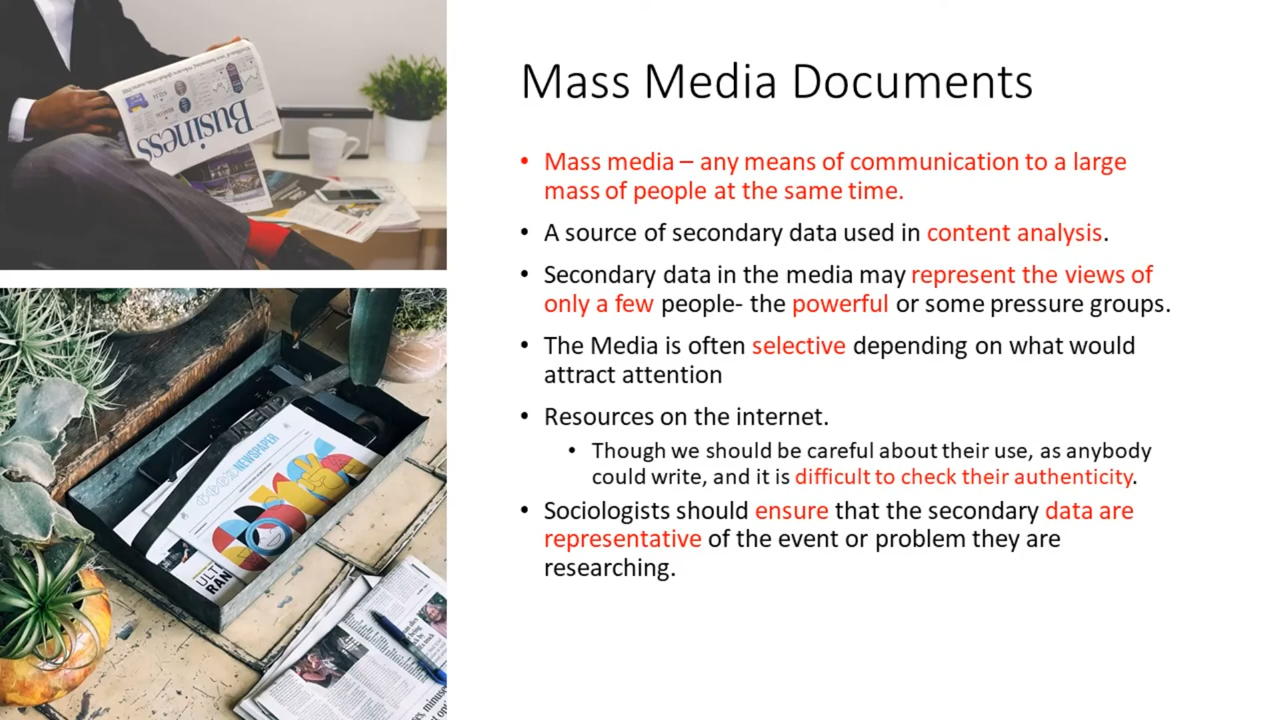 Business
Mass Media Documents
• Mass media – any means of communication to a large
mass of people at the same time.
• A source of secondary data used in content analysis.
• Secondary data in the media may represent the views of
only a few people- the powerful or some pressure groups.
• The Media is often selective depending on what would
attract attention
• Resources on the internet.
• Though we should be careful about their use, as anybody
could write, and it is difficult to check their authenticity.
• Sociologists should ensure that the secondary data are
representative of the event or problem they are
researching.
NEWSPAPER
ULTI
RAN